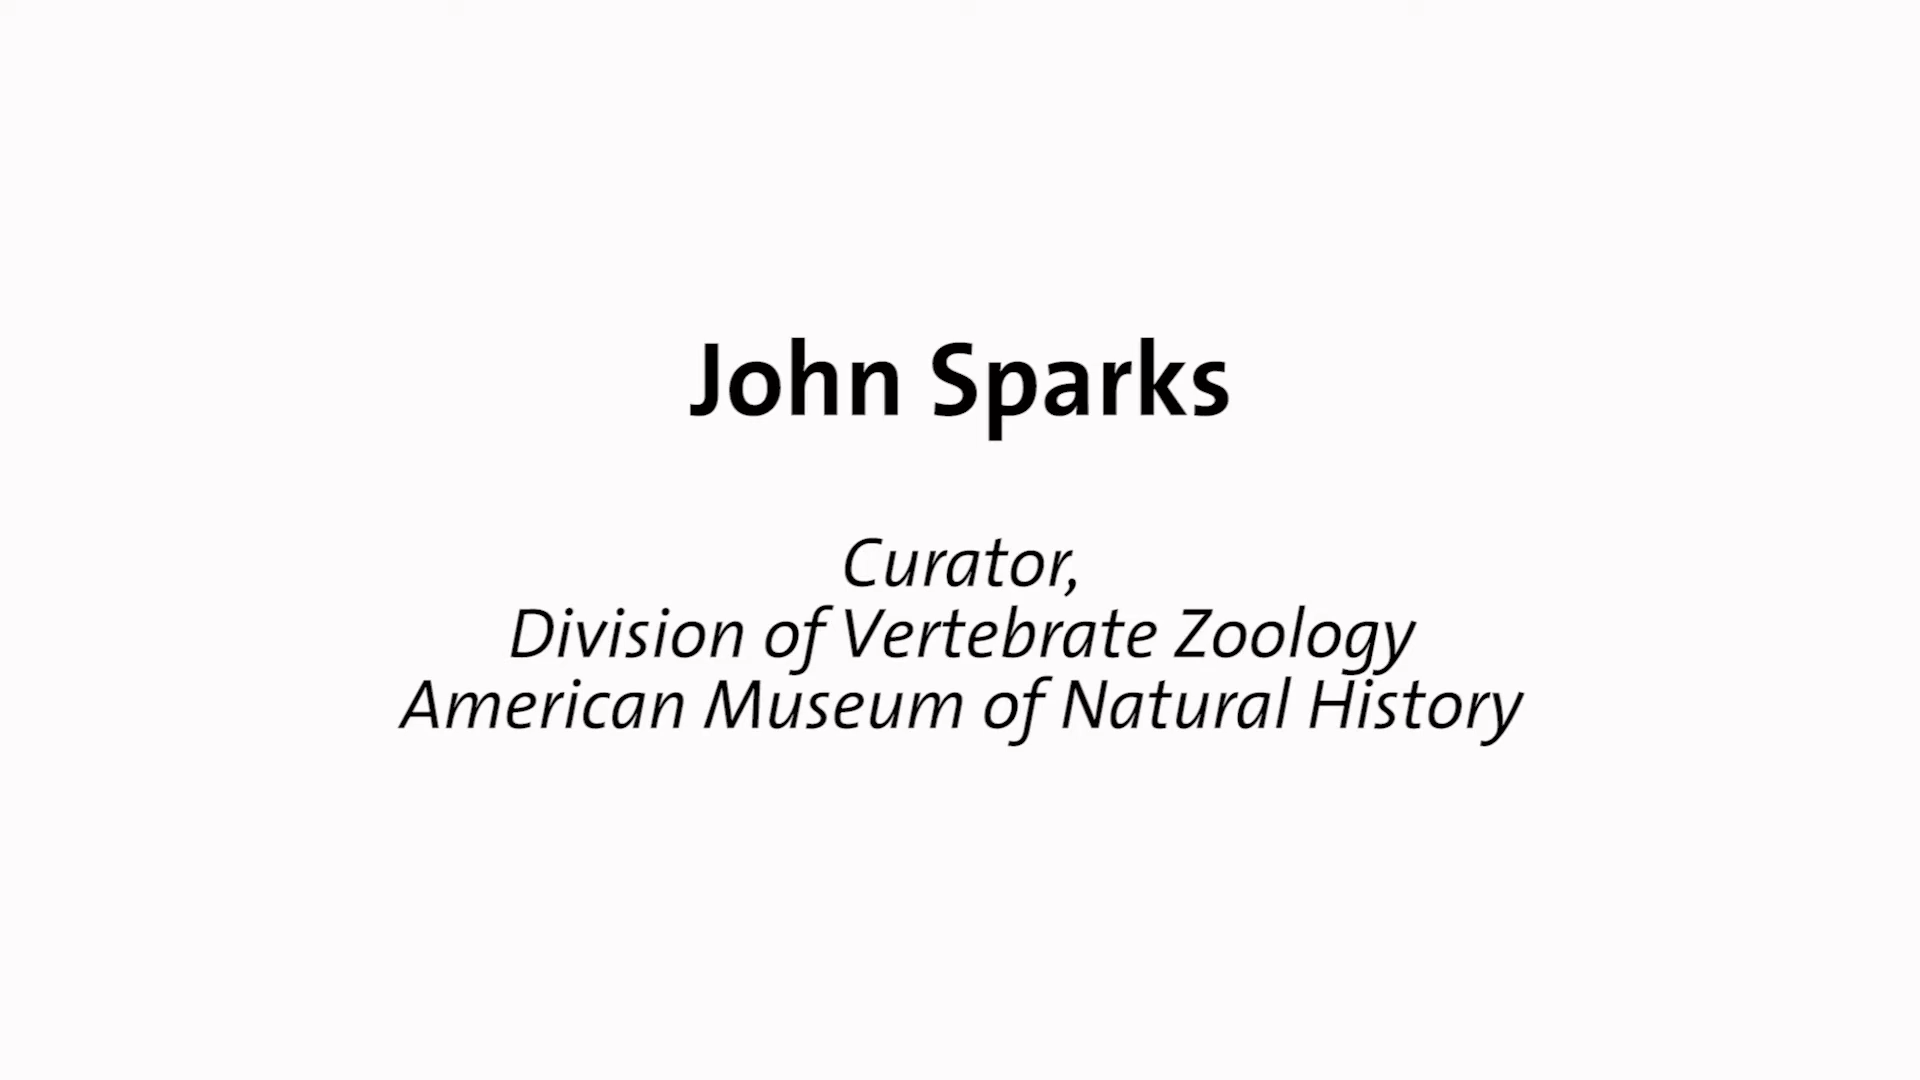 John Sparks
Curator,
Division of Vertebrate Zoology
American Museum of Natural History